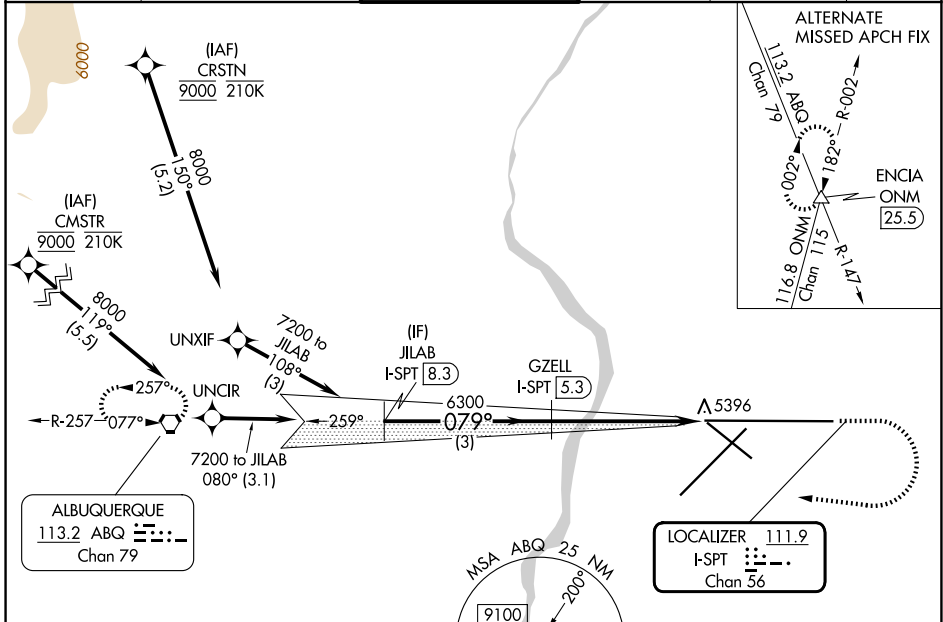 6000
(IAF)
CRSTN
9000 210K
8000
150°
(5.2)
(IAF)
CMSTR
9000 210K
8000
119°
(5.5)
UNXIF
7200 to
JILAB
108°
(3)
(IF)
JILAB
I-SPT 8.3
GZELL
I-SPT 5.3
257°
R-257
077°
UNCIR
259°
6300
079°
(3)
5396
7200 to JILAB
080° (3.1)
ALBUQUERQUE
113.2 ABQ
Chan 79
LOCALIZER 111.9
I-SPT
Chan 56
MSA ABQ 25 NM
200°
9100
ALTERNATE
MISSED APCH FIX
113.2 ABQ
Chan 79
R-002
002°
182°
ENCIA
ONM
25.5
116.8 ONM
Chan 115
R-147